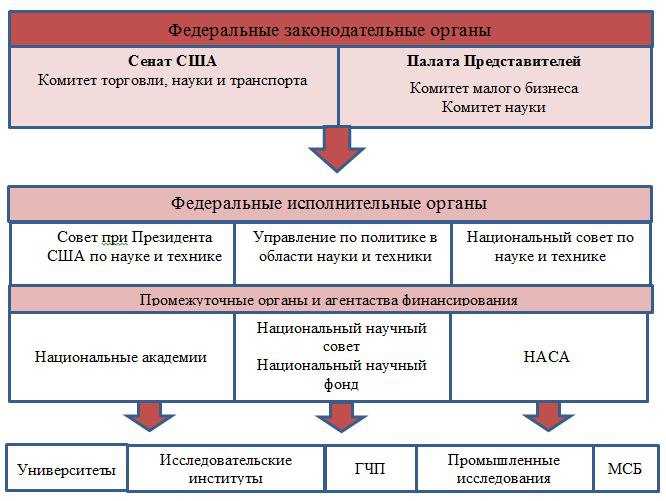 Федеральные законодательные органы
Сенат США
Комитет торговли, науки и транспорта
Палата Представителей
Комитет малого бизнеса
Комитет науки
Федеральные исполнительные органы
Совет при Президента
США по науке и технике
Управление по политике в
области науки и техники
Национальный совет по
науке и технике
Промежуточные органы и агентства финансирования
Национальные академии
Национальный научный
совет
Национальный научный
фонд
НАСА
Университеты
Исследовательские
институты
ГЧП
Промышленные
исследования
МСБ